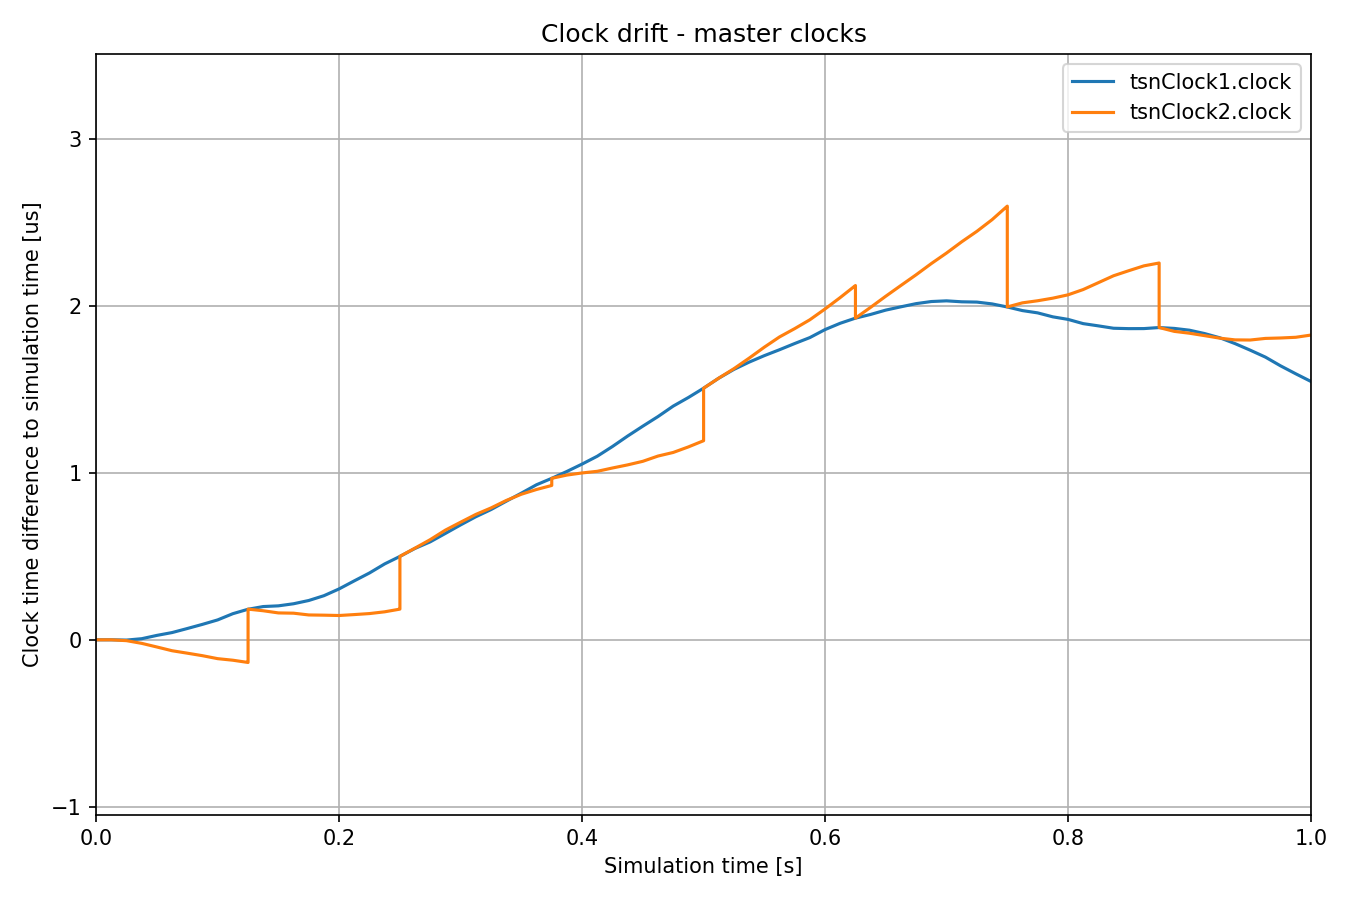 Clock drift - master clocks
tsnClock1.clock
tsnClock2.clock
Clock time difference to simulation time [us]
3
2
1
0
−1
0.0 0.2 0.4 0.6 0.8 1.0
Simulation time [s]